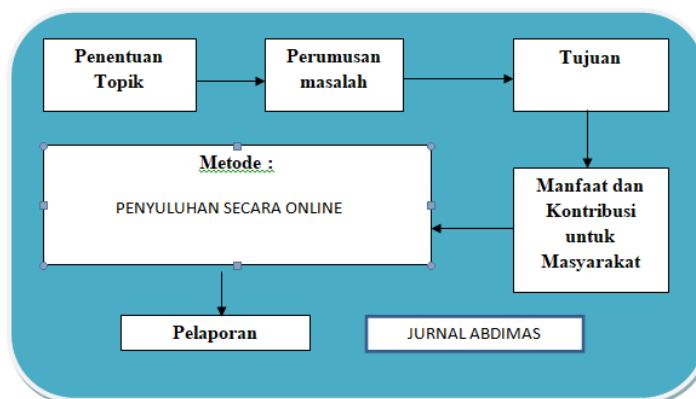 Penentuan
Topik
Perumusan
masalah
Tujuan
Metode :
PENYULUHAN SECARA ONLINE
Manfaat dan
Kontribusi
untuk
Masyarakat
Pelaporan
JURNAL ABDIMAS